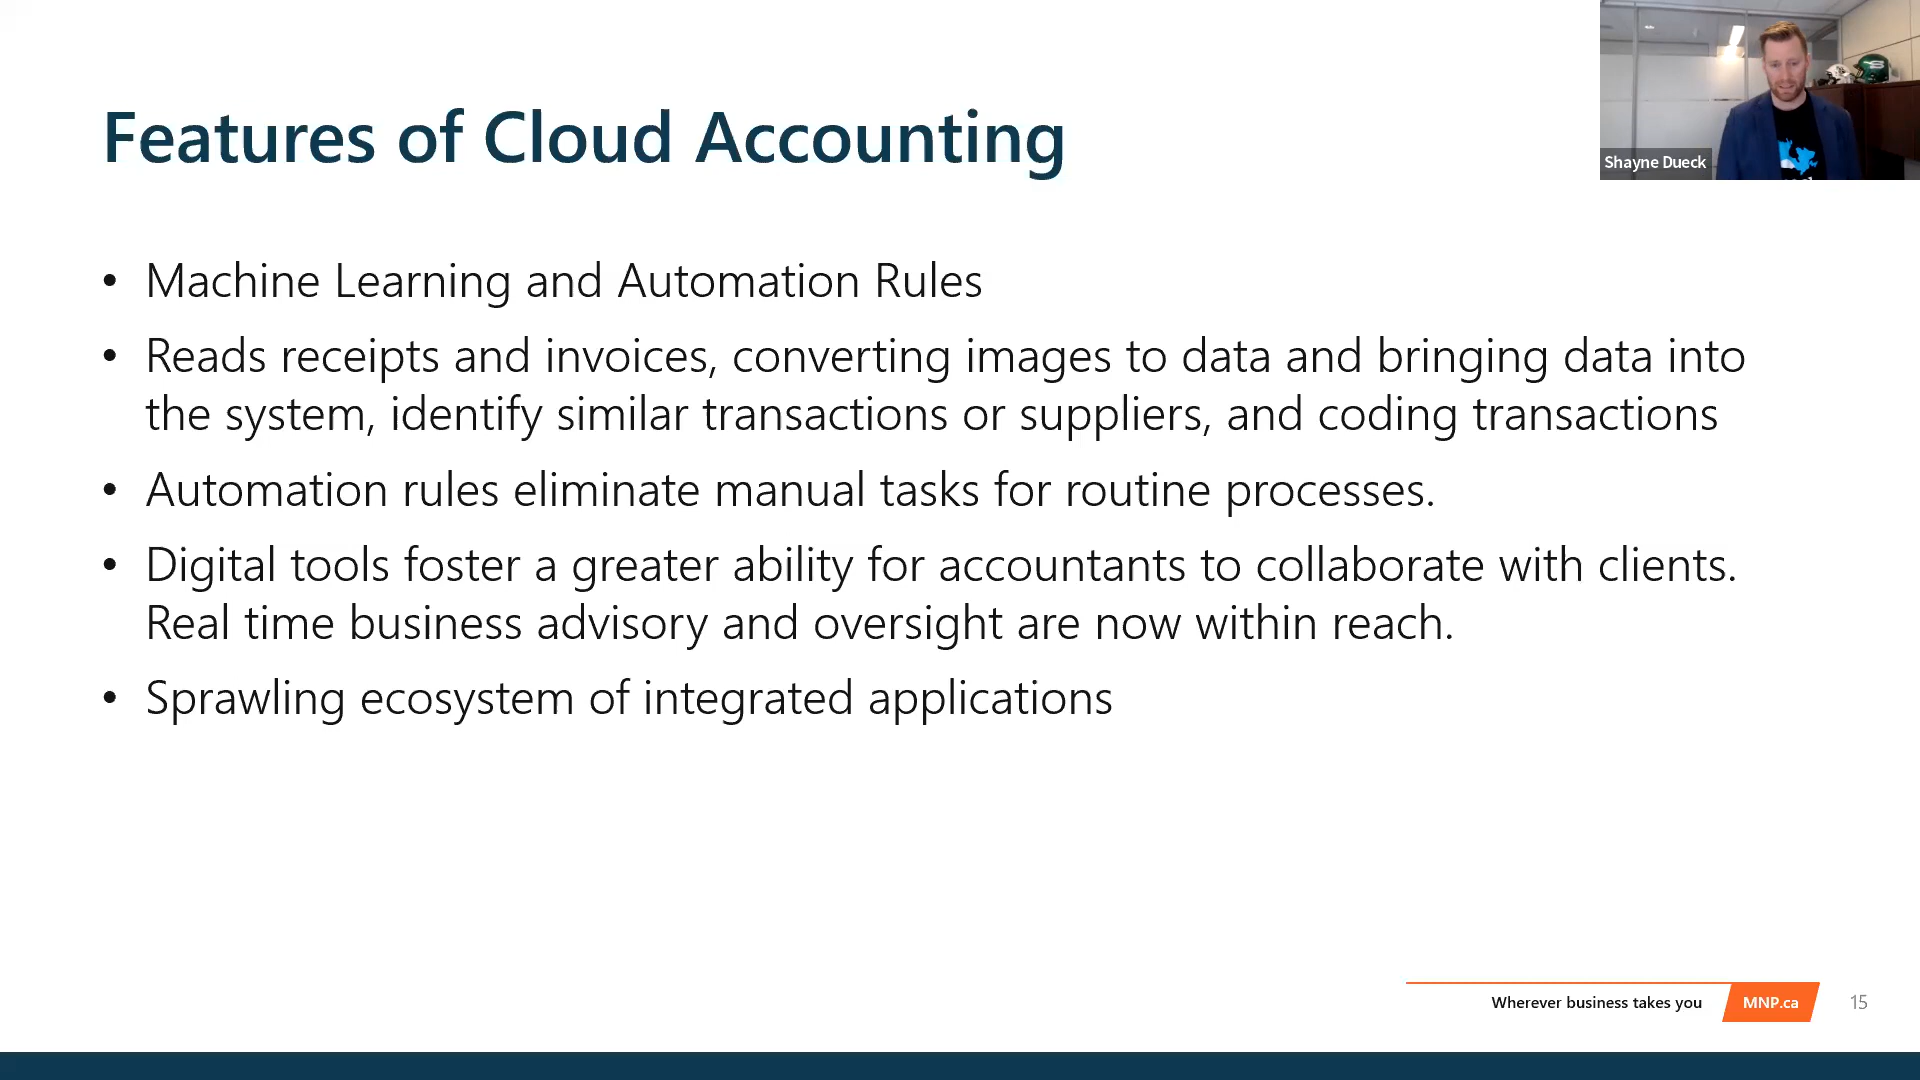 Features of Cloud Accounting
Shayne Dueck
• Machine Learning and Automation Rules
• Reads receipts and invoices, converting images to data and bringing data into
the system, identify similar transactions or suppliers, and coding transactions
• Automation rules eliminate manual tasks for routine processes.
• Digital tools foster a greater ability for accountants to collaborate with clients.
Real time business advisory and oversight are now within reach.
• Sprawling ecosystem of integrated applications
Wherever business takes you
MNP.ca
15